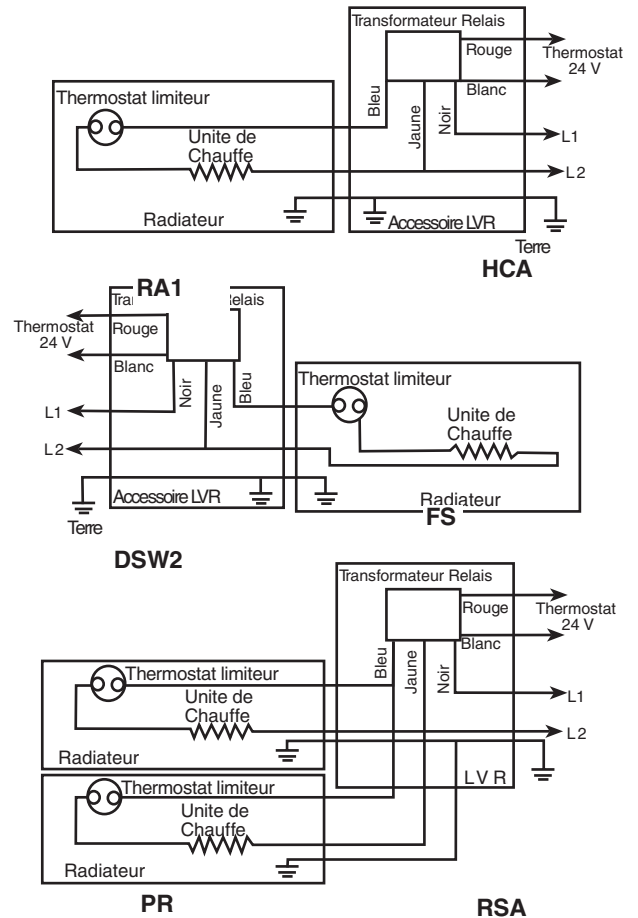 Transformateur Relais
Rouge
Thermostat
24 V
Blanc
Bleu
Jaune
Noir
Thermostat limiteur
Unite de
Chauffe
L1
L2
Radiateur
Accessoire LVR
Terre
HCA
RA1
Rouge
Thermostat
24 V
Blanc
Noir
Jaune
Bleu
Thermostat limiteur
L1
Unite de
Chauffe
L2
Accessoire LVR
Radiateur
Terre
FS
DSW2
Transformateur Relais
Rouge
Thermostat
24 V
Blanc
Bleu
Jaune
Noir
Thermostat limiteur
L1
Unite de
Chauffe
L2
Radiateur
LVR
Thermostat limiteur
Unite de
Chauffe
Radiateur
PR
RSA